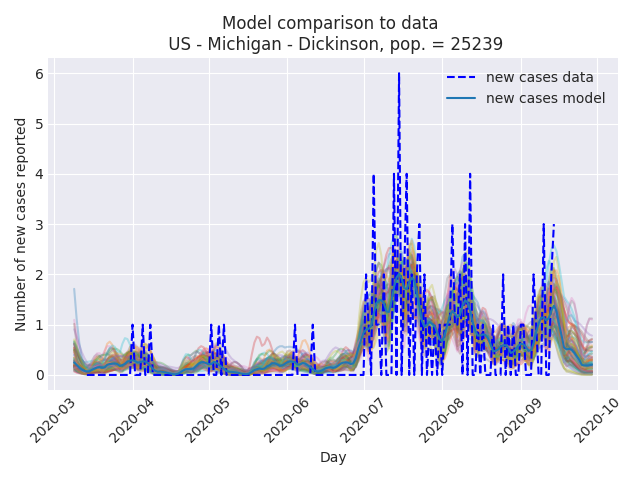 Model comparison to data
US - Michigan - Dickinson, pop. = 25239
new cases data
new cases model
Number of new cases reported
6
5
4
3
2
1
0
2020-03
2020-04
2020-05
2020-06
2020-07
2020-08
2020-09
2020-10
Day